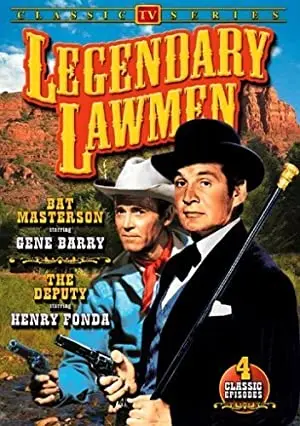 CLASSIC TV SERIES
LEGENDARY
LAWMEN
BAT
MASTERSON
starring
GENE BARRY
THE
DEPUTY
starring
HENRY FONDA
4
CLASSIC
EPISODES